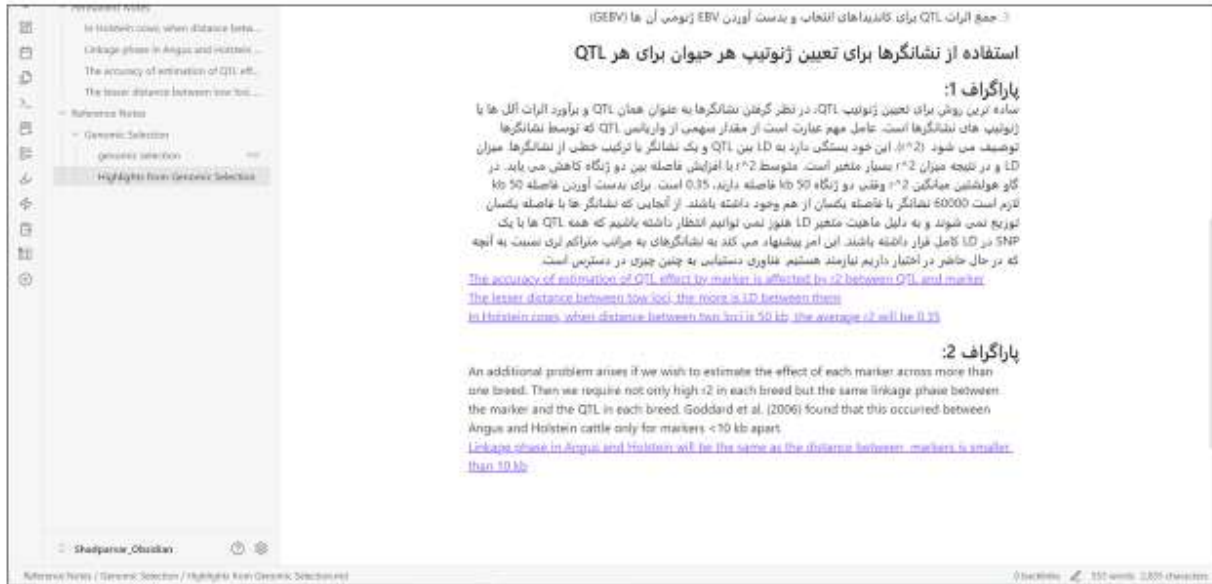 Permanent Notes
In Holstein cows, when distance betw...
Linkage phase in Angus and Holstein ...
The accuracy of estimation of QTL eff...
The lesser distance between tow loci, ...
Reference Notes
Genomic Selection
genomic selection
Highlights from Genomic Selection
Shadparvar_Obsidian
3. جمع اثرات QTL برای کاندیداهای انتخاب و بدست آوردن EBV ژنومی آن ها (GEBV)
استفاده از نشانگرها برای تعیین ژنوتیپ هر حیوان برای هر QTL
پاراگراف 1:
ساده ترین روش برای تعیین ژنوتیپ QTL، در نظر گرفتن نشانگرها به عنوان همان QTL و برآورد اثرات آلل ها یا
ژنوتیپ های نشانگرها است. عامل مهم عبارت است از مقدار سهمی از واریانس QTL که توسط نشانگرها
توصیف می شود (r^2). این خود بستگی دارد به LD بین QTL و یک نشانگر یا ترکیب خطی از نشانگرها. میزان
LD و در نتیجه میزان r^2 بسیار متغیر است. متوسط r^2 با افزایش فاصله بین دو ژنگاه کاهش می یابد. در
گاو هولشتین میانگین r^2 وقتی دو ژنگاه 50 kb فاصله دارند، 0.35 است. برای بدست آوردن فاصله 50 kb
لازم است 60000 نشانگر با فاصله یکسان از هم وجود داشته باشند. از آنجایی که نشانگر ها با فاصله یکسان
توزیع نمی شوند و به دلیل ماهیت متغیر LD هنوز نمی توانیم انتظار داشته باشیم که همه QTL ها با یک
SNP در LD کامل قرار داشته باشند. این امر پیشنهاد می کند به نشانگرهای به مراتب متراکم تری نسبت به آنچه
که در حال حاضر در اختیار داریم نیازمند هستیم. فناوری دستیابی به چنین چیزی در دسترس است.
The accuracy of estimation of QTL effect by marker is affected by r2 between QTL and marker
The lesser distance between tow loci, the more is LD between them
In Holstein cows, when distance between two loci is 50 kb, the average r2 will be 0.35
پاراگراف 2:
An additional problem arises if we wish to estimate the effect of each marker across more than
one breed. Then we require not only high r2 in each breed but the same linkage phase between
the marker and the QTL in each breed. Goddard et al. (2006) found that this occurred between
Angus and Holstein cattle only for markers <10 kb apart
Linkage phase in Angus and Holstein will be the same as the distance between markers is smaller
than 10 kb
Reference Notes / Genomic Selection / Highlights from Genomic Selection.md
0 backlinks 550 words 2,835 characters